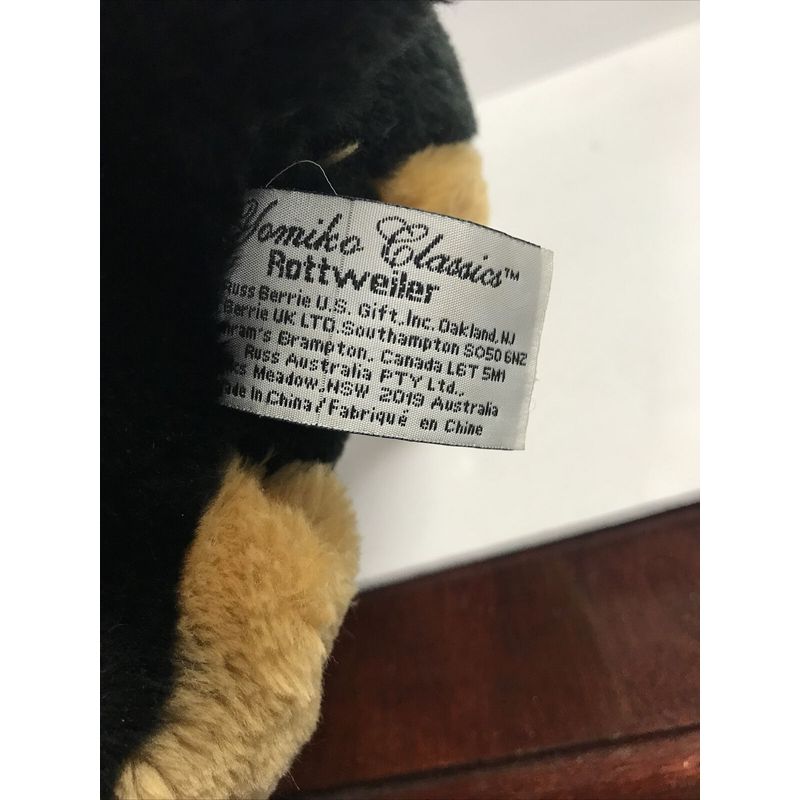 Yomiko Classics™
Rottweiler
Russ Berrie U.S. Gift, Inc. Oakland, NJ
Berrie UK LTD. Southampton SO50 6NZ
Brampton, Canada L6T 5M1
Russ Australia PTY Ltd.,
Meadow, NSW 2019 Australia
Made in China / Fabriqué en Chine